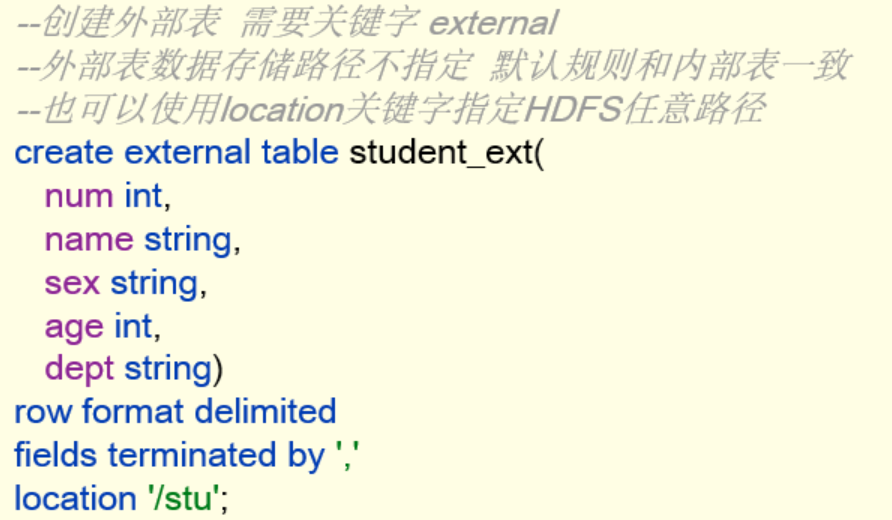 --创建外部表 需要关键字 external
--外部表数据存储路径不指定 默认规则和内部表一致
--也可以使用location关键字指定HDFS任意路径
create external table student_ext(
num int,
name string,
sex string,
age int,
dept string)
row format delimited
fields terminated by ','
location '/stu';